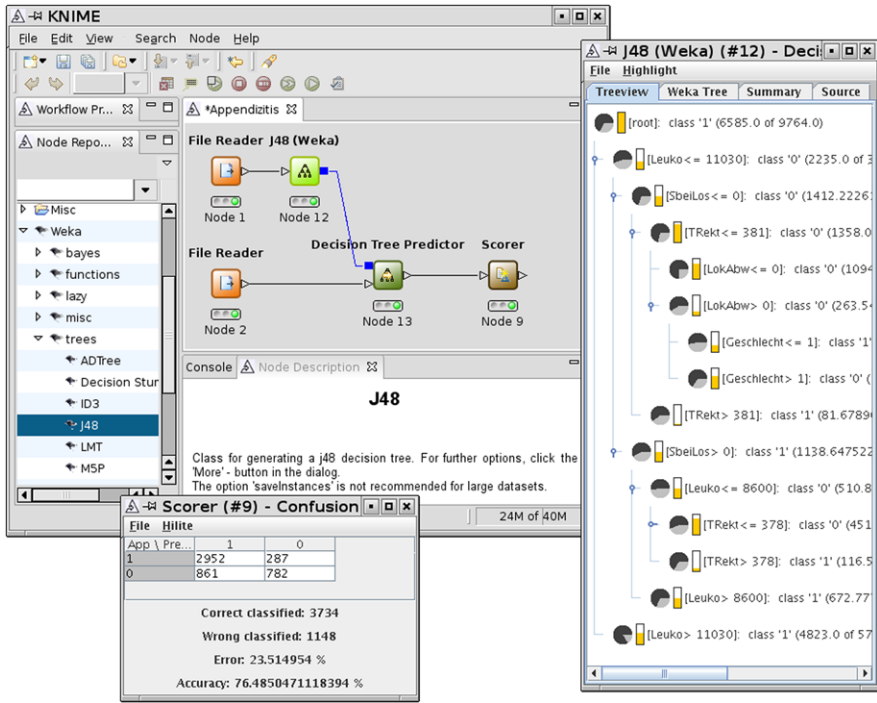 KNIME
File Edit View Search Node Help
Workflow Pr...
*Appendizitis
Node Repo...
Misc
Weka
bayes
functions
lazy
misc
trees
ADTree
Decision Stur
ID3
J48
LMT
M5P
File Reader J48 (Weka)
Node 1 Node 12
Decision Tree Predictor Scorer
File Reader
Node 2
Node 13
Node 9
Console Node Description
J48
Class for generating a j48 decision tree. For further options, click the
'More' - button in the dialog.
The option 'saveInstances' is not recommended for large datasets.
24M of 40M
Scorer (#9) - Confusion
File Hilite
App \ Pre... 1 0
1 2952 287
0 861 782
Correct classified: 3734
Wrong classified: 1148
Error: 23.514954 %
Accuracy: 76.4850471118394 %
J48 (Weka) (#12) - Deci
File Highlight
Treeview Weka Tree Summary Source
[root]: class '1' (6585.0 of 9764.0)
[Leuko<= 11030]: class '0' (2235.0 of 3
[SbeiLos<= 0]: class '0' (1412.2226
[TRekt<= 381]: class '0' (1358.0
[LokAbw<= 0]: class '0' (1094
[LokAbw> 0]: class '0' (263.5
[Geschlecht<= 1]: class '1'
[Geschlecht> 1]: class '0' (
[TRekt> 381]: class '1' (81.6789
[SbeiLos> 0]: class '1' (1138.647522
[Leuko<= 8600]: class '0' (510.8
[TRekt<= 378]: class '0' (451
[TRekt> 378]: class '1' (116.5
[Leuko> 8600]: class '1' (672.77
[Leuko> 11030]: class '1' (4823.0 of 57